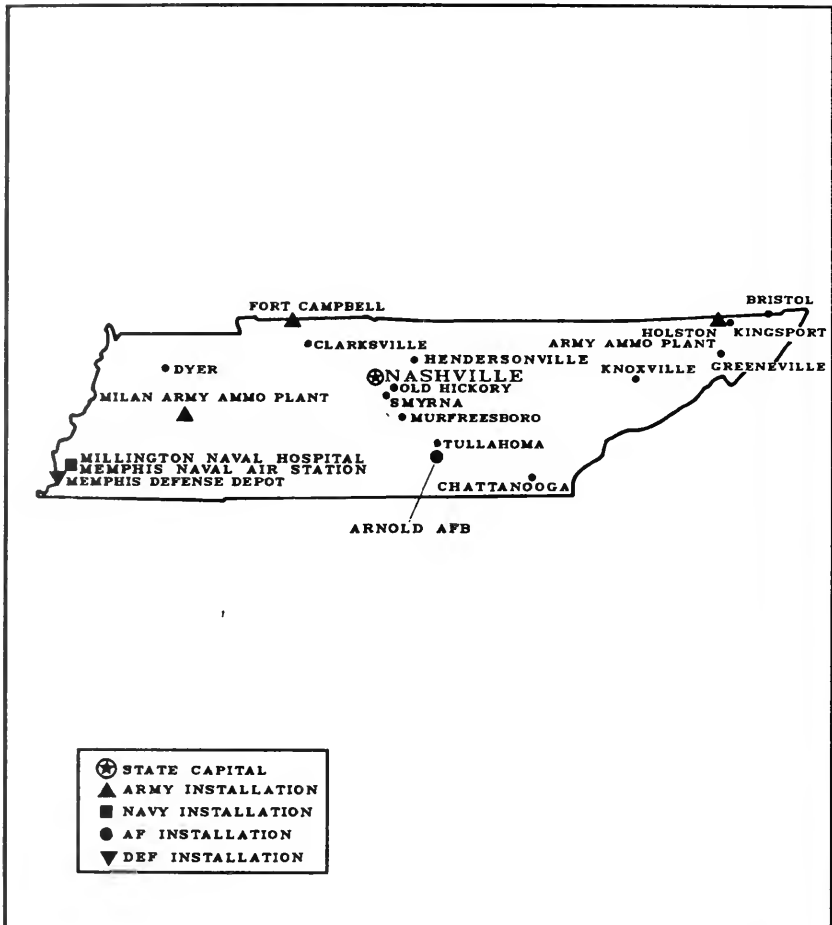 FORT CAMPBELL
BRISTOL
HOLSTON
KINGSPORT
CLARKSVILLE
ARMY AMMO PLANT
HENDERSONVILLE
GREENEVILLE
DYER
NASHVILLE
KNOXVILLE
OLD HICKORY
MILAN ARMY AMMO PLANT
SMYRNA
MURFREESBORO
TULLAHOMA
MILLINGTON NAVAL HOSPITAL
MEMPHIS NAVAL AIR STATION
MEMPHIS DEFENSE DEPOT
CHATTANOOGA
ARNOLD AFB
STATE CAPITAL
ARMY INSTALLATION
NAVY INSTALLATION
AF INSTALLATION
DEF INSTALLATION